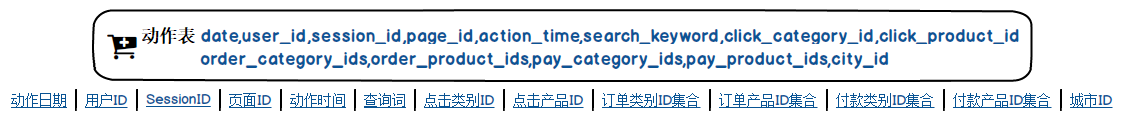 动作表 date,user_id,session_id,page_id,action_time,search_keyword,click_category_id,click_product_id
order_category_ids,order_product_ids,pay_category_ids,pay_product_ids,city_id
动作日期 | 用户ID | SessionID | 页面ID | 动作时间 | 查询词 | 点击类别ID | 点击产品ID | 订单类别ID集合 | 订单产品ID集合 | 付款类别ID集合 | 付款产品ID集合 | 城市ID